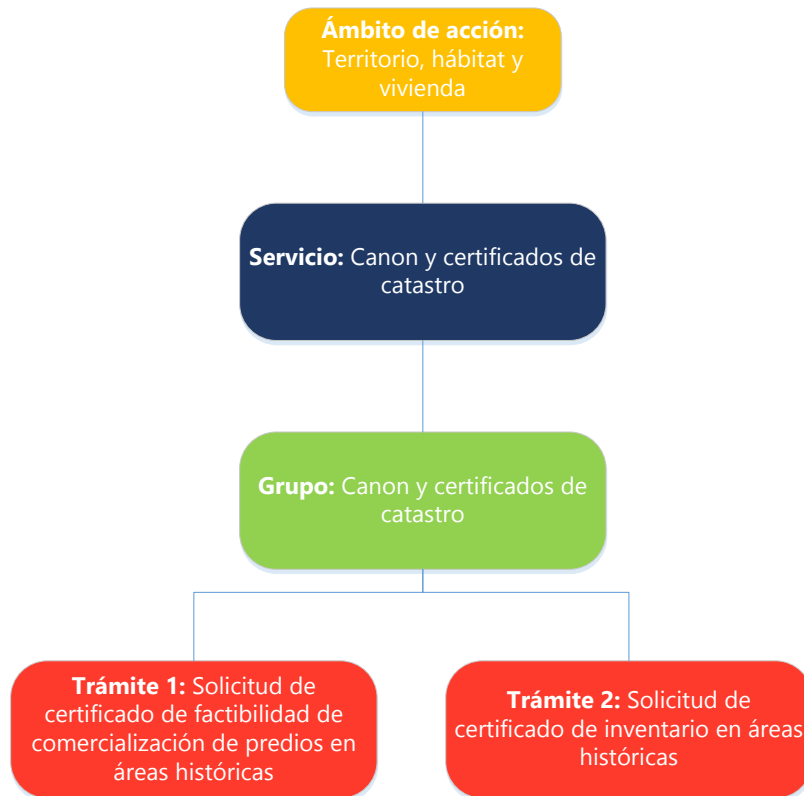 Ámbito de acción:
Territorio, hábitat y
vivienda
Servicio: Canon y certificados de
catastro
Grupo: Canon y certificados de
catastro
Trámite 1: Solicitud de
certificado de factibilidad de
comercialización de predios en
áreas históricas
Trámite 2: Solicitud de
certificado de inventario en áreas
históricas